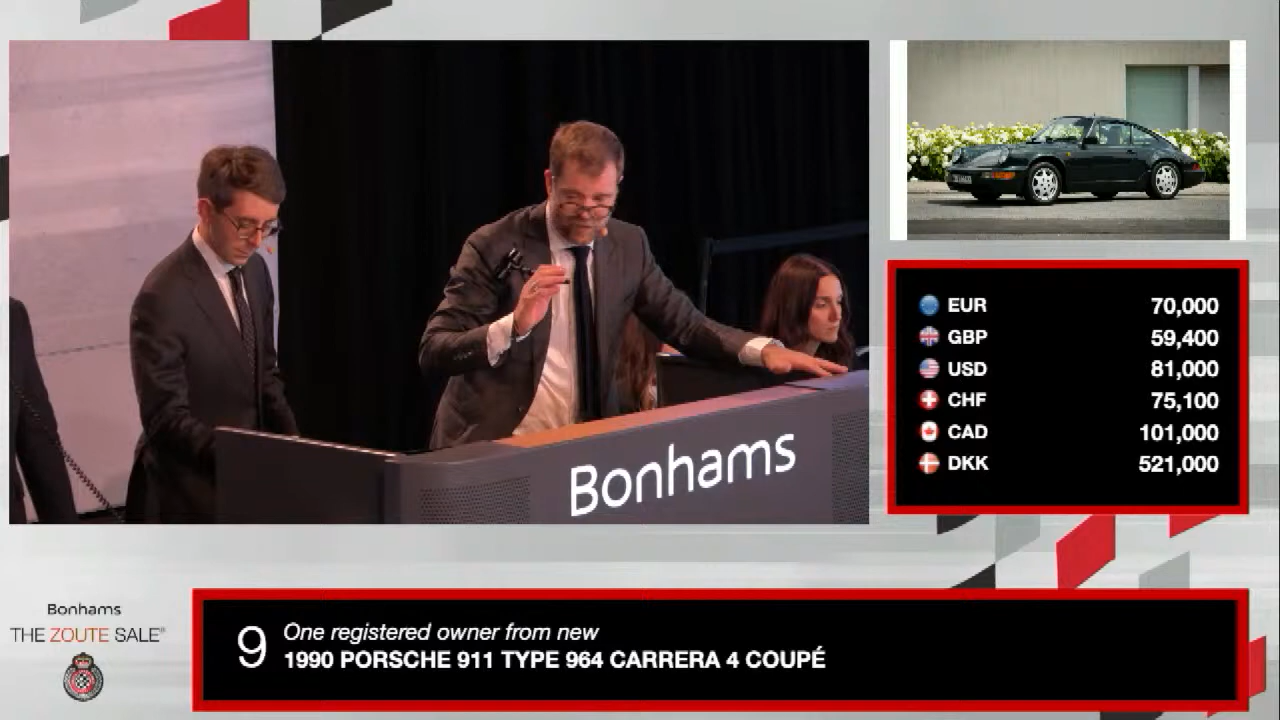 Bonhams
EUR 70,000
GBP 59,400
USD 81,000
CHF 75,100
CAD 101,000
DKK 521,000
Bonhams
THE ZOUTE SALE®
9
One registered owner from new
1990 PORSCHE 911 TYPE 964 CARRERA 4 COUPÉ